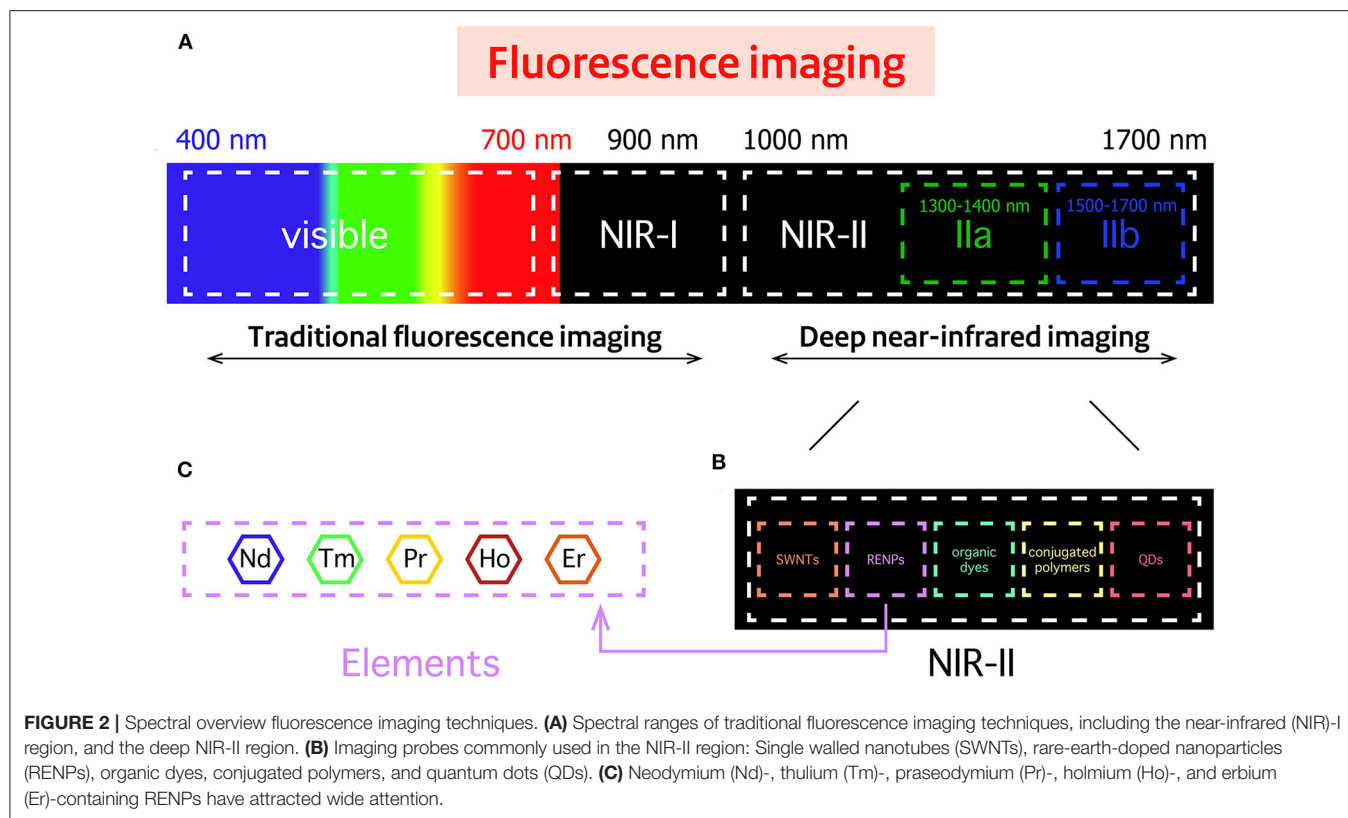 A
Fluorescence imaging
400 nm 700 nm 900 nm 1000 nm 1700 nm
visible NIR-I NIR-II
1300-1400 nm
IIa
1500-1700 nm
IIb
Traditional fluorescence imaging
Deep near-infrared imaging
C
Nd Tm Pr Ho Er
Elements
B
SWNTs
RENPs
organic
dyes
conjugated
polymers
QDs
NIR-II
FIGURE 2 | Spectral overview fluorescence imaging techniques. (A) Spectral ranges of traditional fluorescence imaging techniques, including the near-infrared (NIR)-I
region, and the deep NIR-II region. (B) Imaging probes commonly used in the NIR-II region: Single walled nanotubes (SWNTs), rare-earth-doped nanoparticles
(RENPs), organic dyes, conjugated polymers, and quantum dots (QDs). (C) Neodymium (Nd)-, thulium (Tm)-, praseodymium (Pr)-, holmium (Ho)-, and erbium
(Er)-containing RENPs have attracted wide attention.